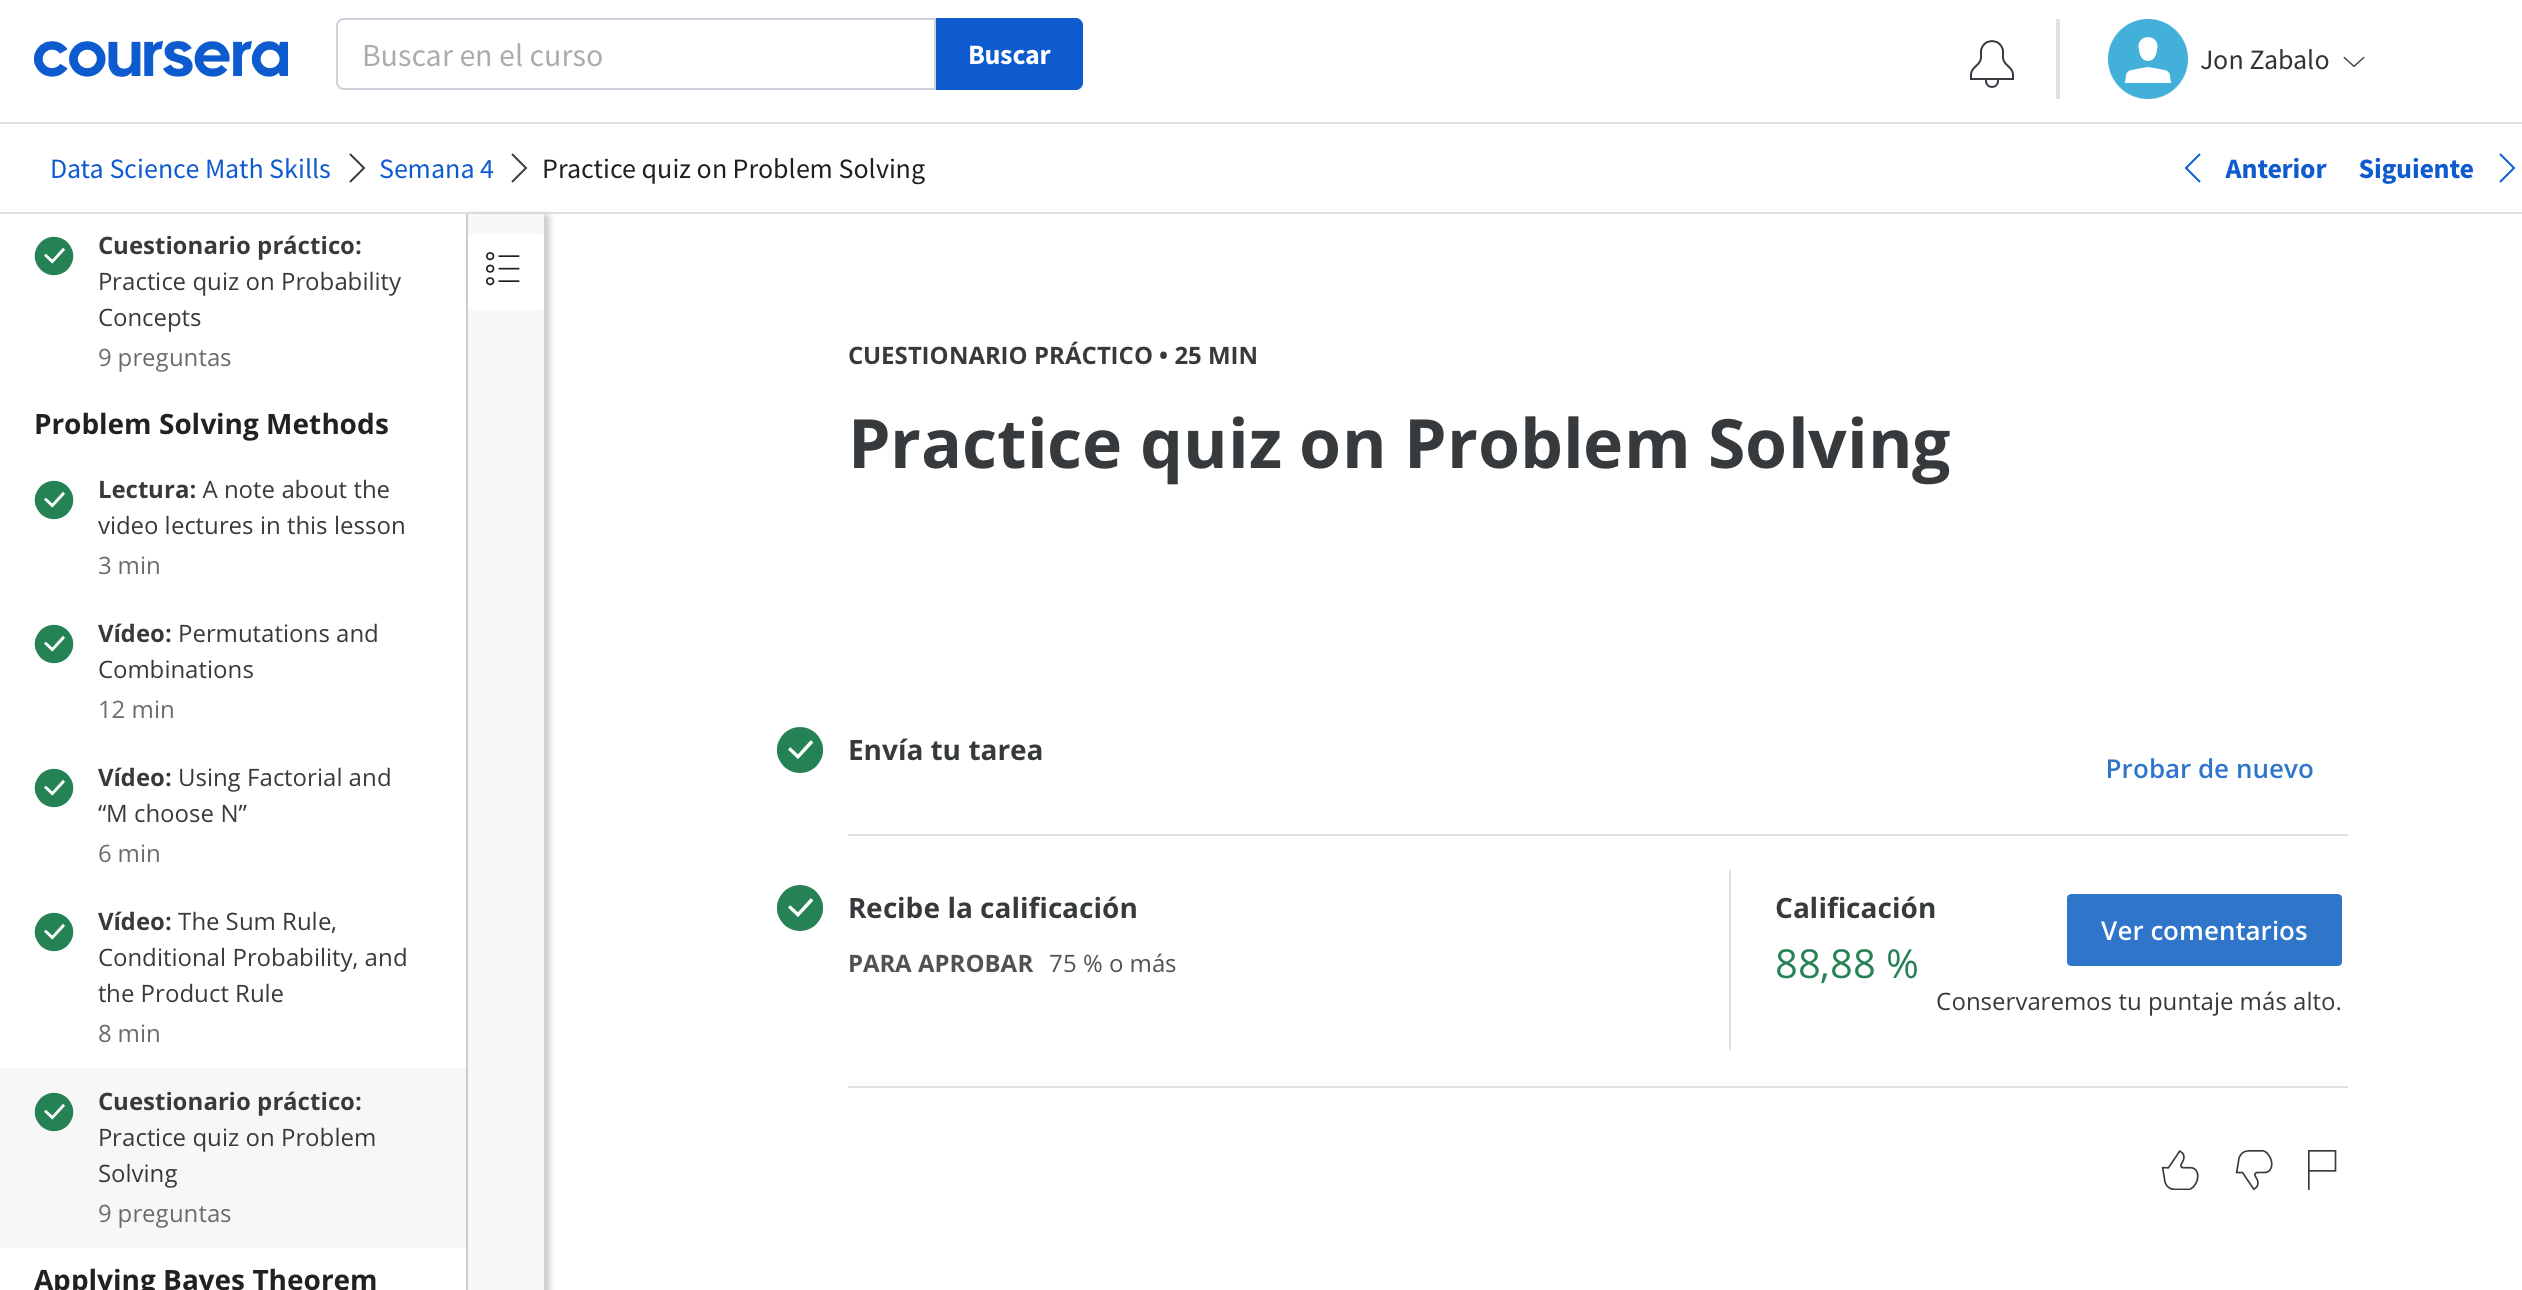 coursera
Buscar en el curso
Buscar
Jon Zabalo
Data Science Math Skills
Semana 4
Practice quiz on Problem Solving
Anterior
Siguiente
Cuestionario práctico:
Practice quiz on Probability
Concepts
9 preguntas
Problem Solving Methods
Lectura: A note about the
video lectures in this lesson
3 min
Vídeo: Permutations and
Combinations
12 min
Vídeo: Using Factorial and
“M choose N”
6 min
Vídeo: The Sum Rule,
Conditional Probability, and
the Product Rule
8 min
Cuestionario práctico:
Practice quiz on Problem
Solving
9 preguntas
Applying Bayes Theorem
CUESTIONARIO PRÁCTICO • 25 MIN
Practice quiz on Problem Solving
Envía tu tarea
Probar de nuevo
Recibe la calificación
PARA APROBAR 75 % o más
Calificación
88,88 %
Ver comentarios
Conservaremos tu puntaje más alto.